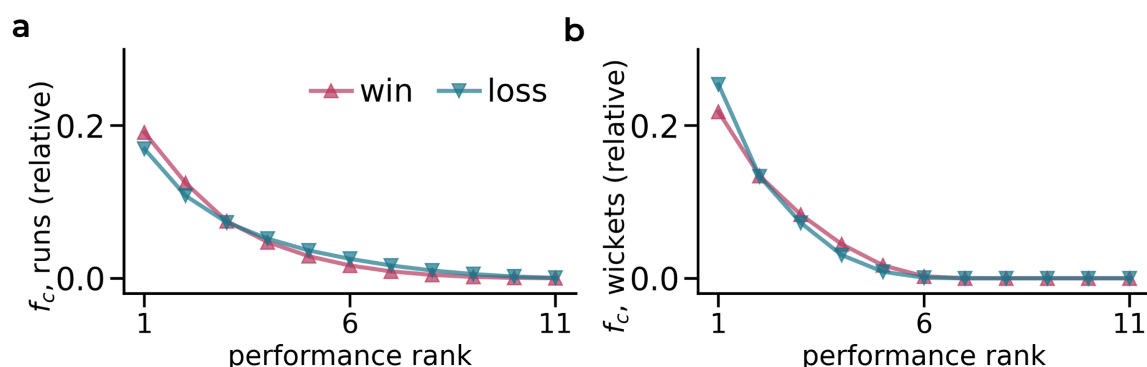 a
f_c, runs (relative)
0.2
0.0
win
loss
1
6
11
performance rank
b
f_c, wickets (relative)
0.2
0.0
1
6
11
performance rank